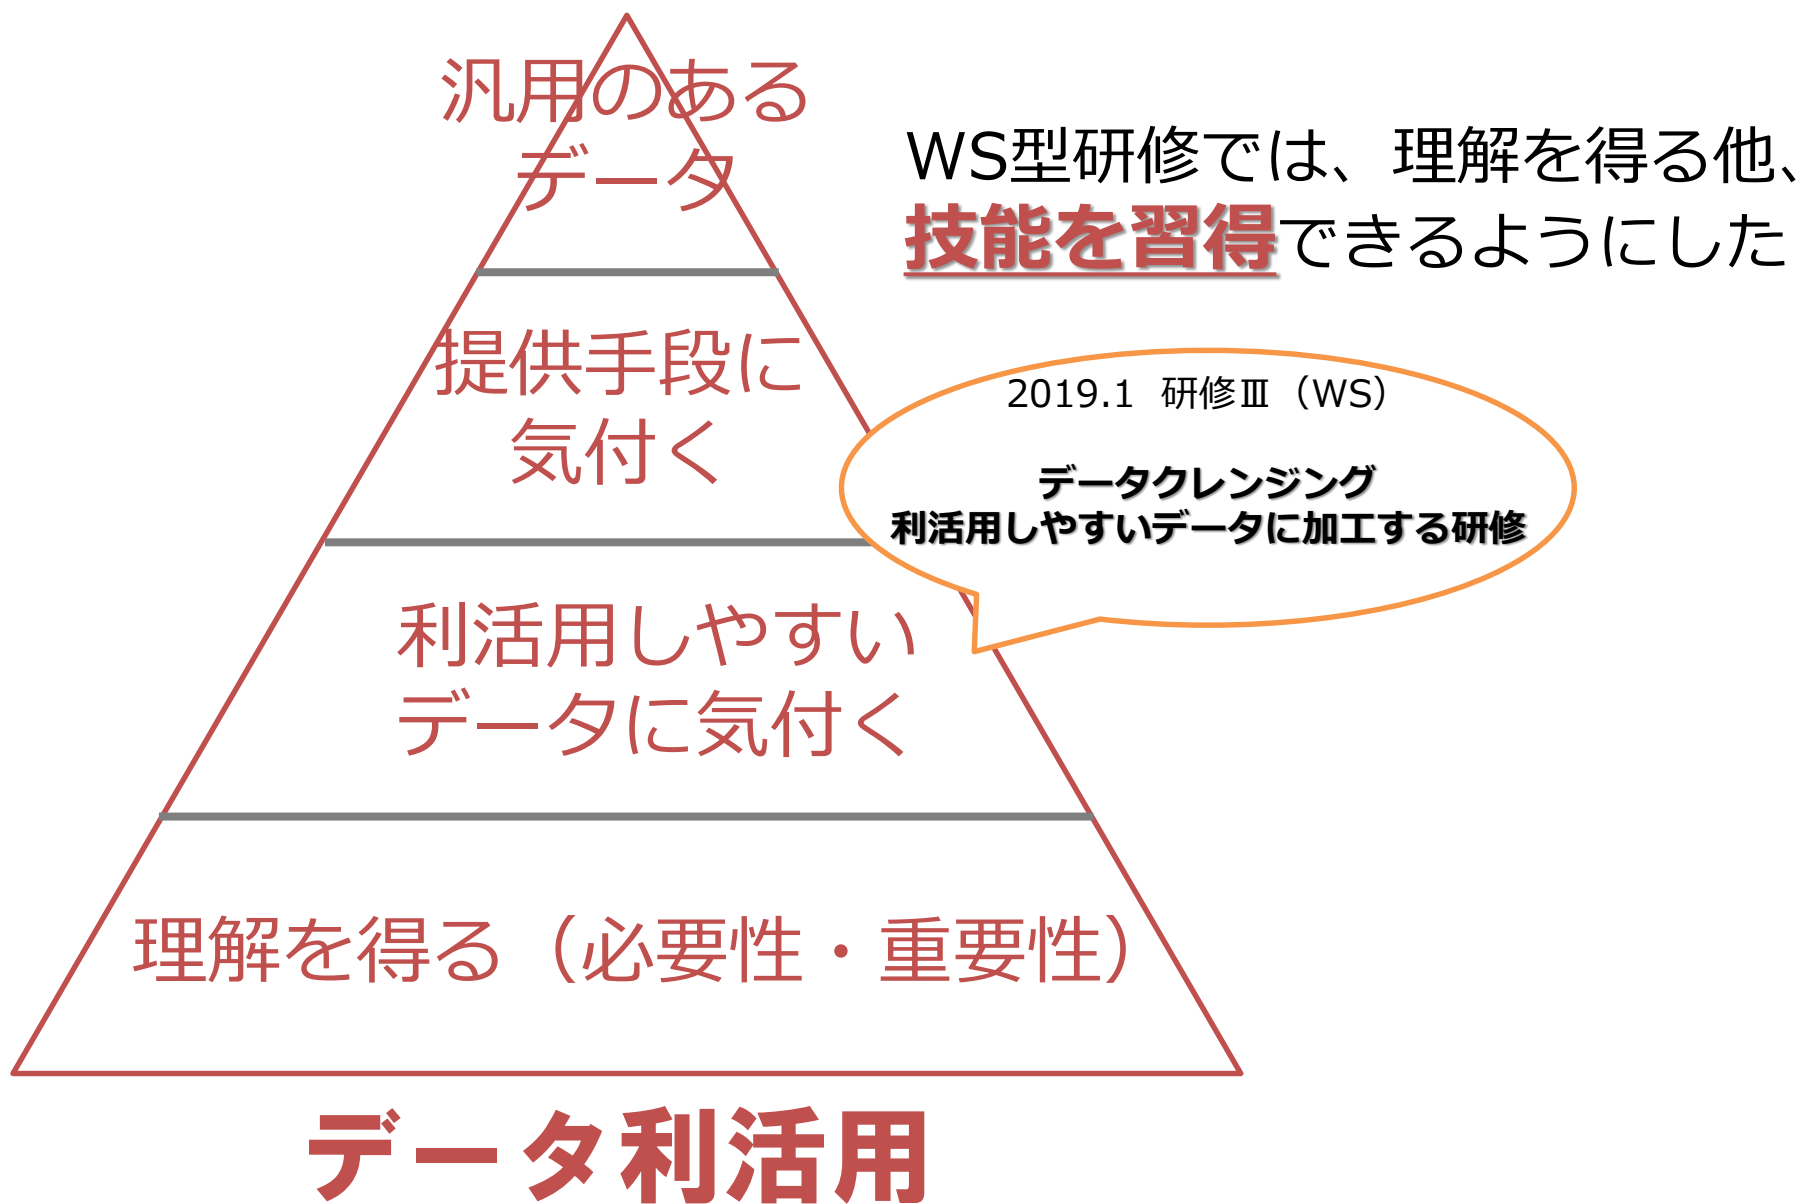 汎用のある
データ
WS型研修では、理解を得る他、
技能を習得できるようにした
提供手段に
気付く
2019.1 研修Ⅲ（WS）
データクレンジング
利活用しやすいデータに加工する研修
利活用しやすい
データに気付く
理解を得る（必要性・重要性）
データ利活用